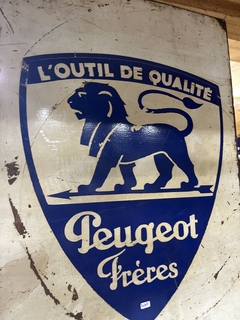 L'OUTIL DE QUALITÉ
Peugeot
Frères